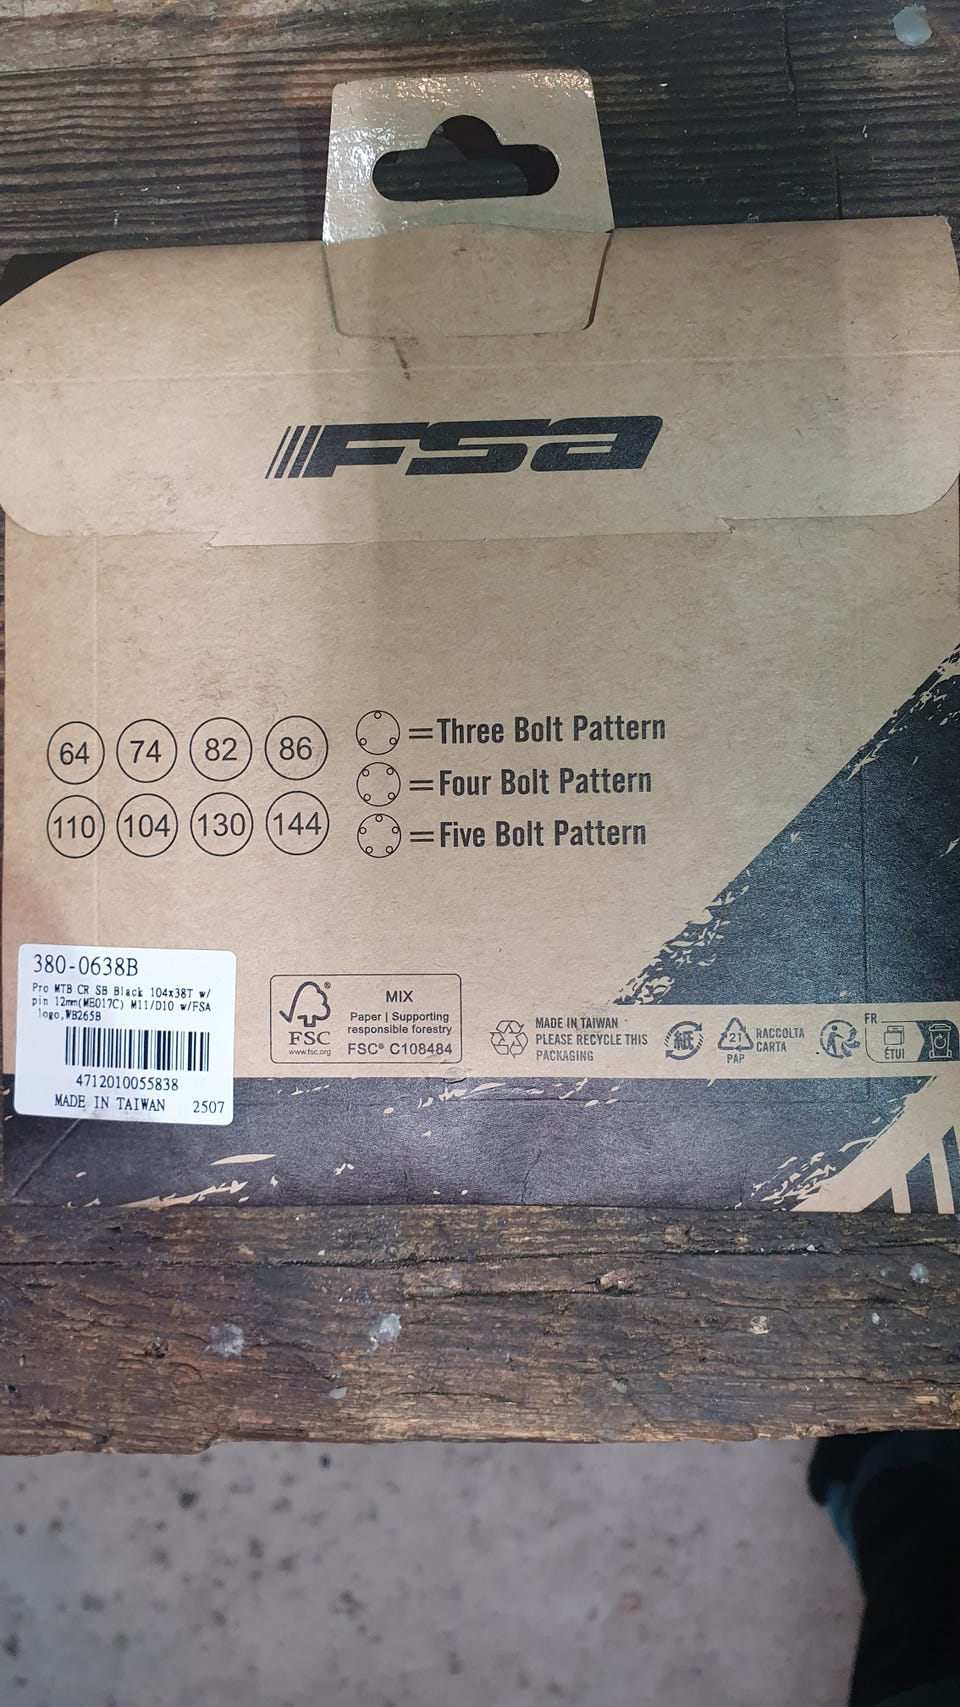 FSA
64 74 82 86
110 104 130 144
=Three Bolt Pattern
=Four Bolt Pattern
=Five Bolt Pattern
380-0638B
Pro MTB CR SB Black 104x38T w/
pin 12mm(ME017C) M11/D10 w/FSA
logo,WB265B
4712010055838
MADE IN TAIWAN 2507
FSC®
www.fsc.org
MIX
Paper | Supporting
responsible forestry
FSC® C108484
MADE IN TAIWAN
PLEASE RECYCLE THIS
PACKAGING
紙
21
PAP
RACCOLTA
CARTA
FR
ÉTUI